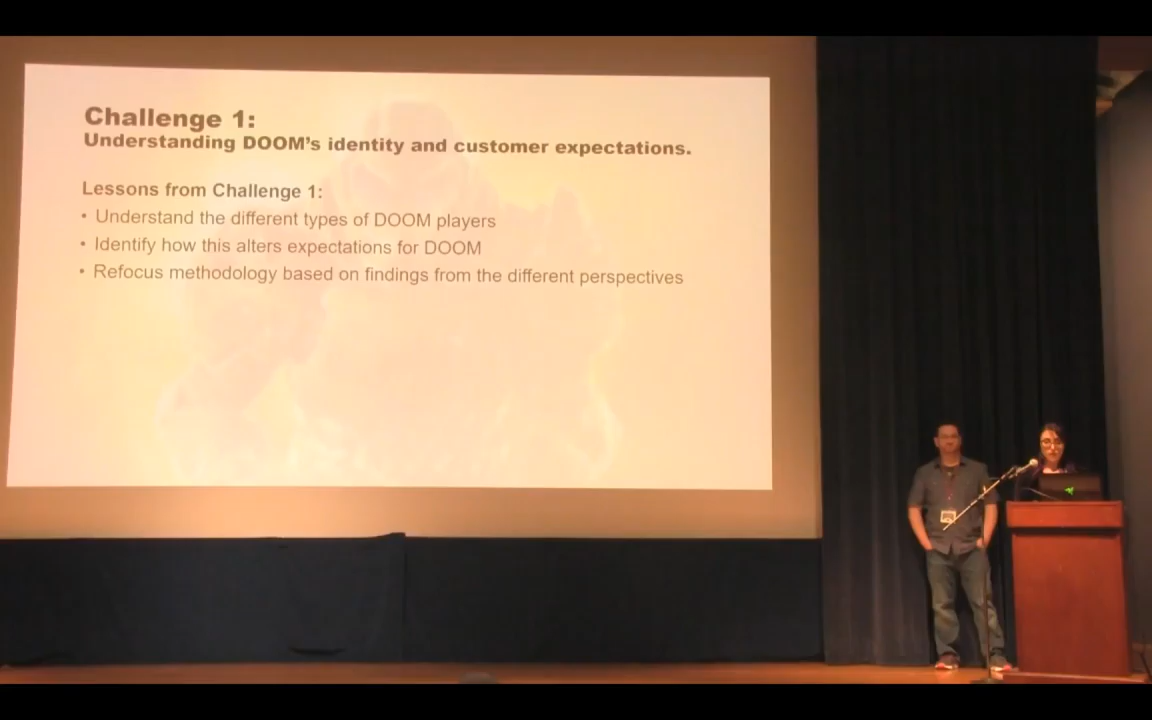 Challenge 1:
Understanding DOOM's identity and customer expectations.
Lessons from Challenge 1:
• Understand the different types of DOOM players
• Identify how this alters expectations for DOOM
• Refocus methodology based on findings from the different perspectives